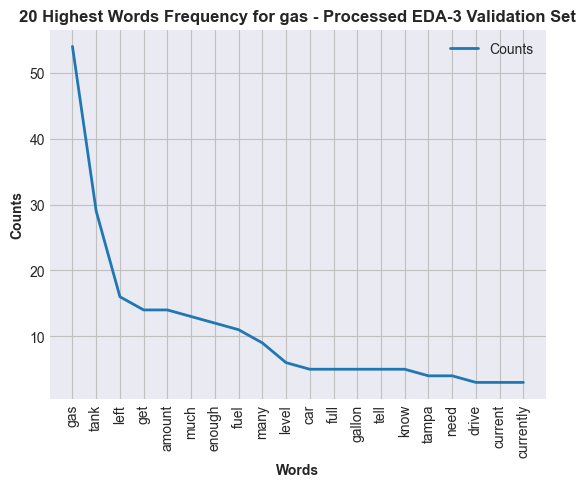 20 Highest Words Frequency for gas - Processed EDA-3 Validation Set
Counts
50
40
30
20
10
Counts
gas
tank
left
get
amount
much
enough
fuel
many
level
car
full
gallon
tell
know
tampa
need
drive
current
currently
Words